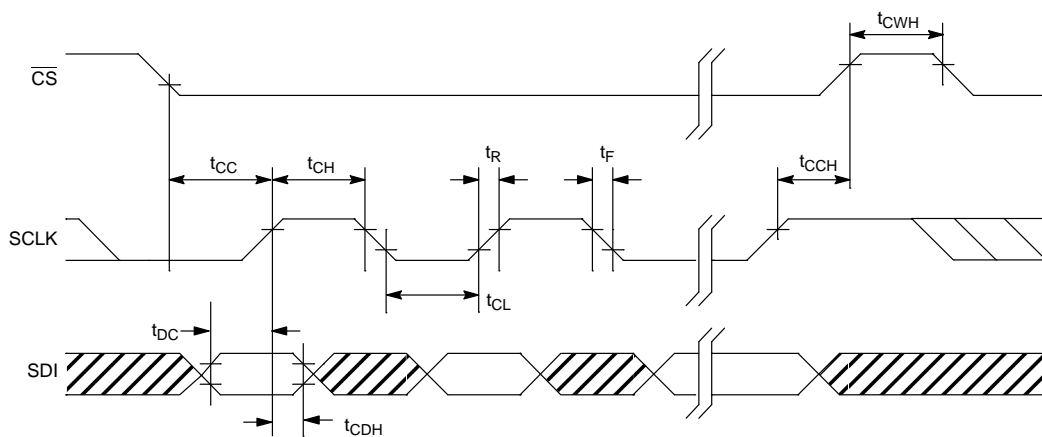 tCWH
CS
tCC
tCH
tR
tF
tCCH
SCLK
tCL
tDC
SDI
tCDH